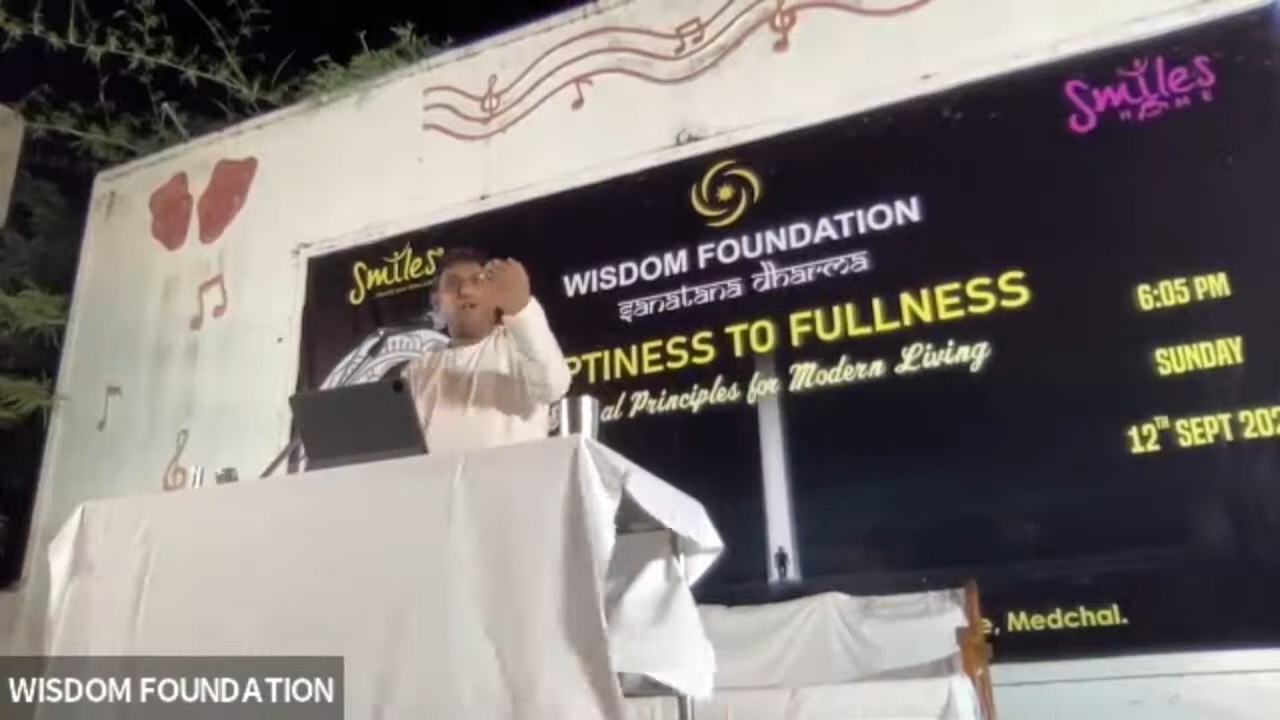 Smiles
HOME
Smiles
WISDOM FOUNDATION
sanatana dharma
PTINESS TO FULLNESS
al Principles for Modern Living
6:05 PM
SUNDAY
12TH SEPT 202
e, Medchal.
WISDOM FOUNDATION